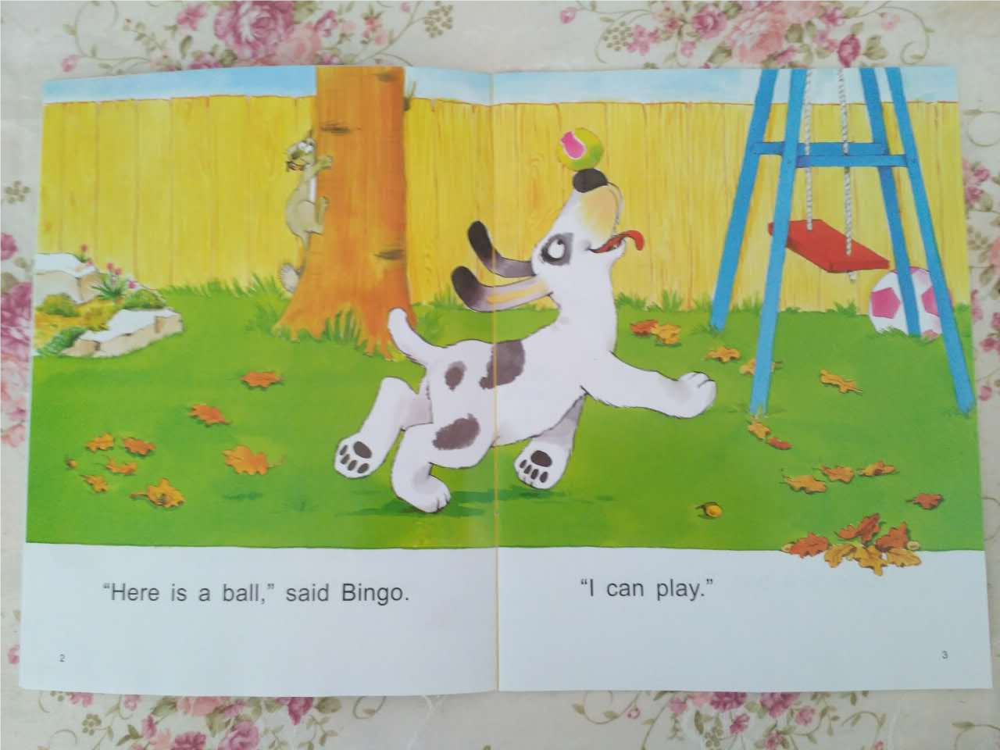 “Here is a ball,” said Bingo.
2
“I can play.”
3